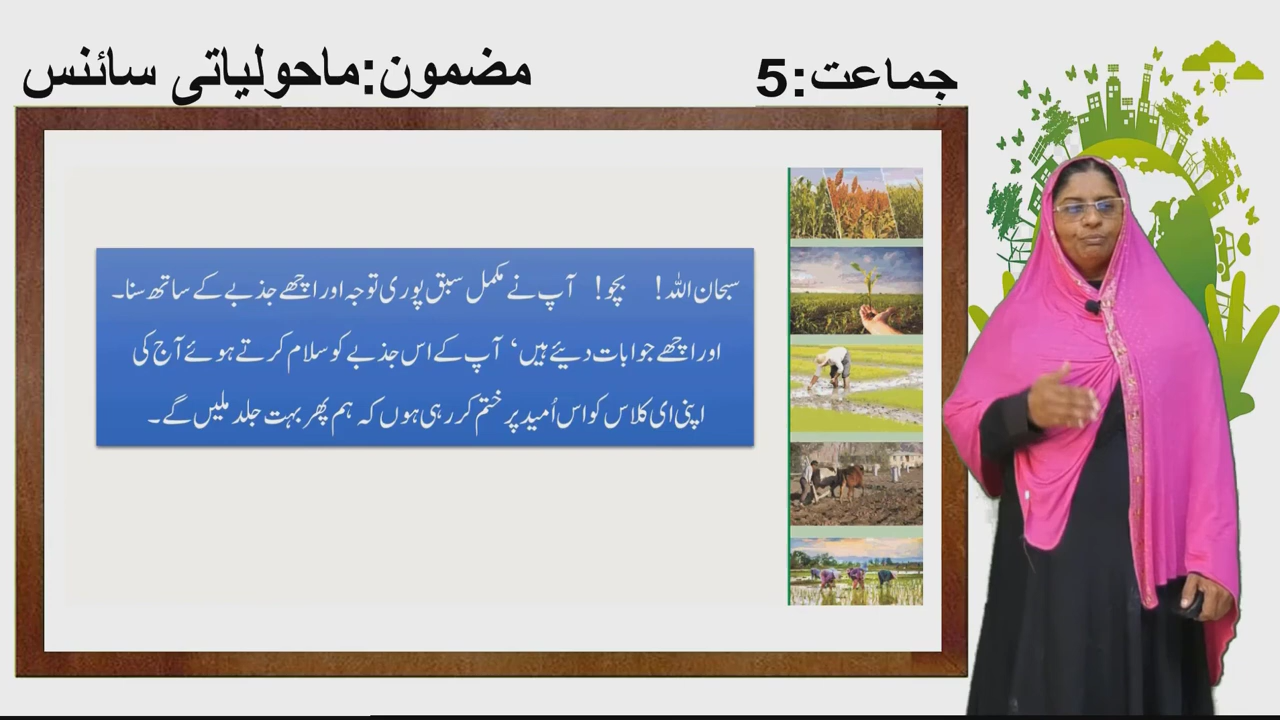 جماعت:5
مضمون:ماحولیاتی سائنس
سبحان اللہ! بچو! آپ نے مکمل سبق پوری توجہ اور اچھے جذبے کے ساتھ سنا۔
اور اچھے جوابات دیئے ہیں، آپ کے اس جذبے کو سلام کرتے ہوئے آج کی
اپنی ای کلاس کو اس اُمید پر ختم کر رہی ہوں کہ ہم پھر بہت جلد ملیں گے۔